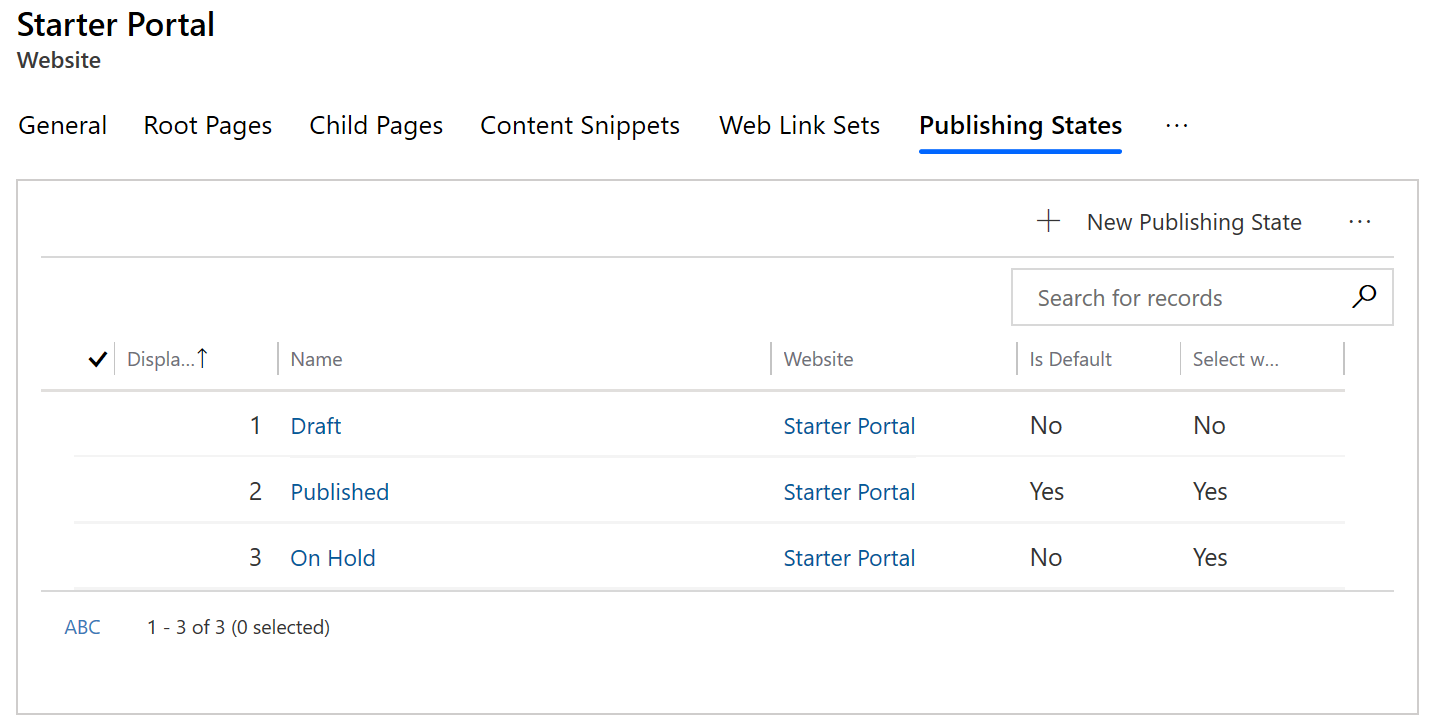 Starter Portal
Website
General Root Pages Child Pages Content Snippets Web Link Sets Publishing States ...
+ New Publishing State ...
Search for records
Displa...↑ Name Website Is Default Select w...
1 Draft Starter Portal No No
2 Published Starter Portal Yes Yes
3 On Hold Starter Portal No Yes
ABC 1 - 3 of 3 (0 selected)